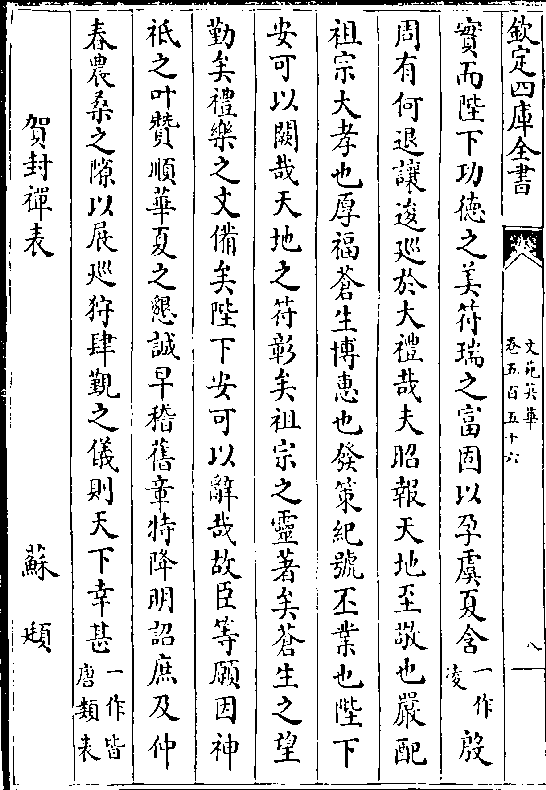 欽定四庫全書
文苑英華
卷五百五十六
八
實而陛下功德之美符瑞之富固以孕虞夏含一作凌殷
周有何退讓逡廵於大禮哉夫昭報天地至敬也嚴配
祖宗大孝也厚福蒼生博惠也發策紀號丕業也陛下
安可以闕哉天地之符彰矣祖宗之靈著矣蒼生之望
勤矣禮樂之文備矣陛下安可以辭哉故臣等願因神
祇之叶贊順華夏之懇誠早稽舊章特降明詔庶及仲
春農桑之隙以展廵狩肆覲之儀則天下幸甚一作皆唐類表
賀封禪表 蘇頲